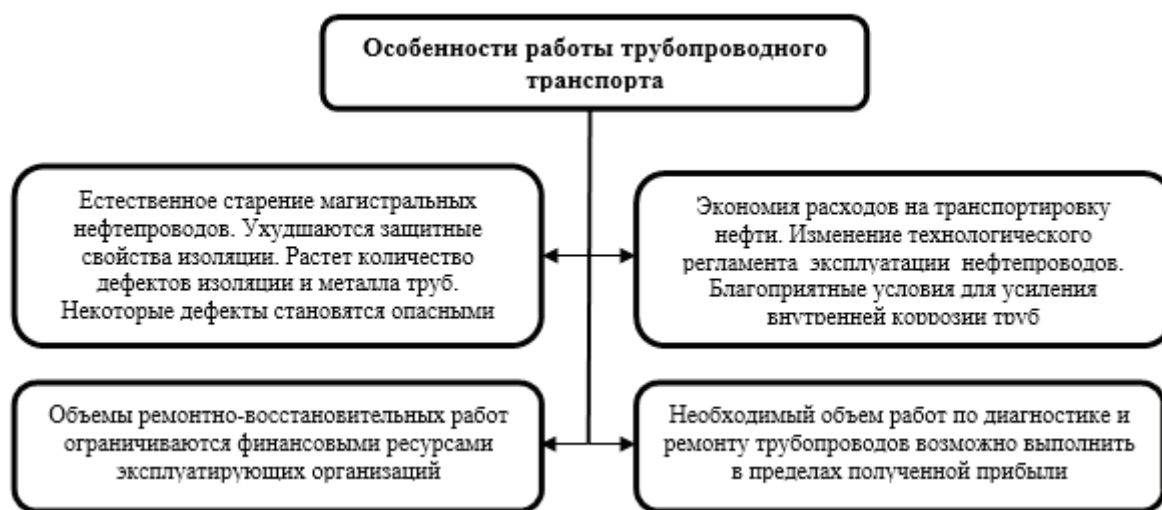 Особенности работы трубопроводного
транспорта
Естественное старение магистральных
нефтепроводов. Ухудшаются защитные
свойства изоляции. Растет количество
дефектов изоляции и металла труб.
Некоторые дефекты становятся опасными
Экономия расходов на транспортировку
нефти. Изменение технологического
регламента эксплуатации нефтепроводов.
Благоприятные условия для усиления
внутренней коррозии труб
Объемы ремонтно-восстановительных работ
ограничиваются финансовыми ресурсами
эксплуатирующих организаций
Необходимый объем работ по диагностике и
ремонту трубопроводов возможно выполнить
в пределах полученной прибыли